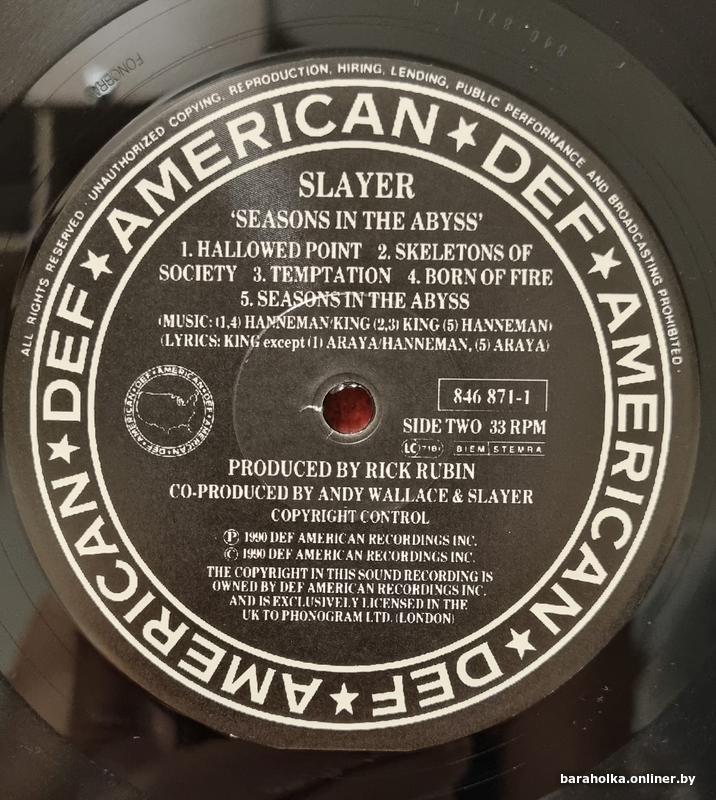 ALL RIGHTS RESERVED · UNAUTHORIZED COPYING, REPRODUCTION, HIRING, LENDING, PUBLIC PERFORMANCE AND BROADCASTING PROHIBITED ·
AMERICAN ★ DEF ★ AMERICAN ★ DEF ★ AMERICAN ★ DEF ★
SLAYER
'SEASONS IN THE ABYSS'
1. HALLOWED POINT 2. SKELETONS OF
SOCIETY 3. TEMPTATION 4. BORN OF FIRE
5. SEASONS IN THE ABYSS
(MUSIC: (1,4) HANNEMAN/KING (2,3) KING (5) HANNEMAN)
(LYRICS: KING except (1) ARAYA/HANNEMAN, (5) ARAYA)
846 871-1
SIDE TWO 33 RPM
LC 7181 BIEM STEMRA
PRODUCED BY RICK RUBIN
CO-PRODUCED BY ANDY WALLACE & SLAYER
COPYRIGHT CONTROL
Ⓟ 1990 DEF AMERICAN RECORDINGS INC.
© 1990 DEF AMERICAN RECORDINGS INC.
THE COPYRIGHT IN THIS SOUND RECORDING IS
OWNED BY DEF AMERICAN RECORDINGS INC.
AND IS EXCLUSIVELY LICENSED IN THE
UK TO PHONOGRAM LTD. (LONDON)
baraholka.onliner.by